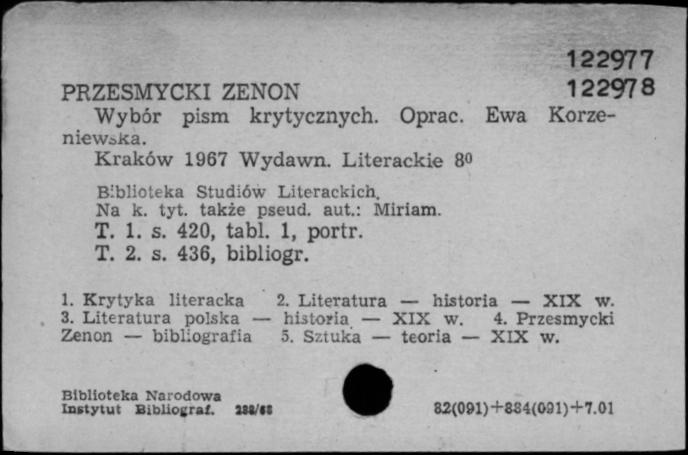 122977
PRZESMYCKI ZENON 122978
Wybór pism krytycznych. Oprac. Ewa Korze-
niewska.
Kraków 1967 Wydawn. Literackie 8º
Biblioteka Studiów Literackich.
Na k. tyt. także pseud. aut.: Miriam.
T. 1. s. 420, tabl. 1, portr.
T. 2. s. 436, bibliogr.
1. Krytyka literacka 2. Literatura — historia — XIX w.
3. Literatura polska — historia — XIX w. 4. Przesmycki
Zenon — bibliografia 5. Sztuka — teoria — XIX w.
Biblioteka Narodowa
Instytut Bibliograf. 82(091)+884(091)+7.01